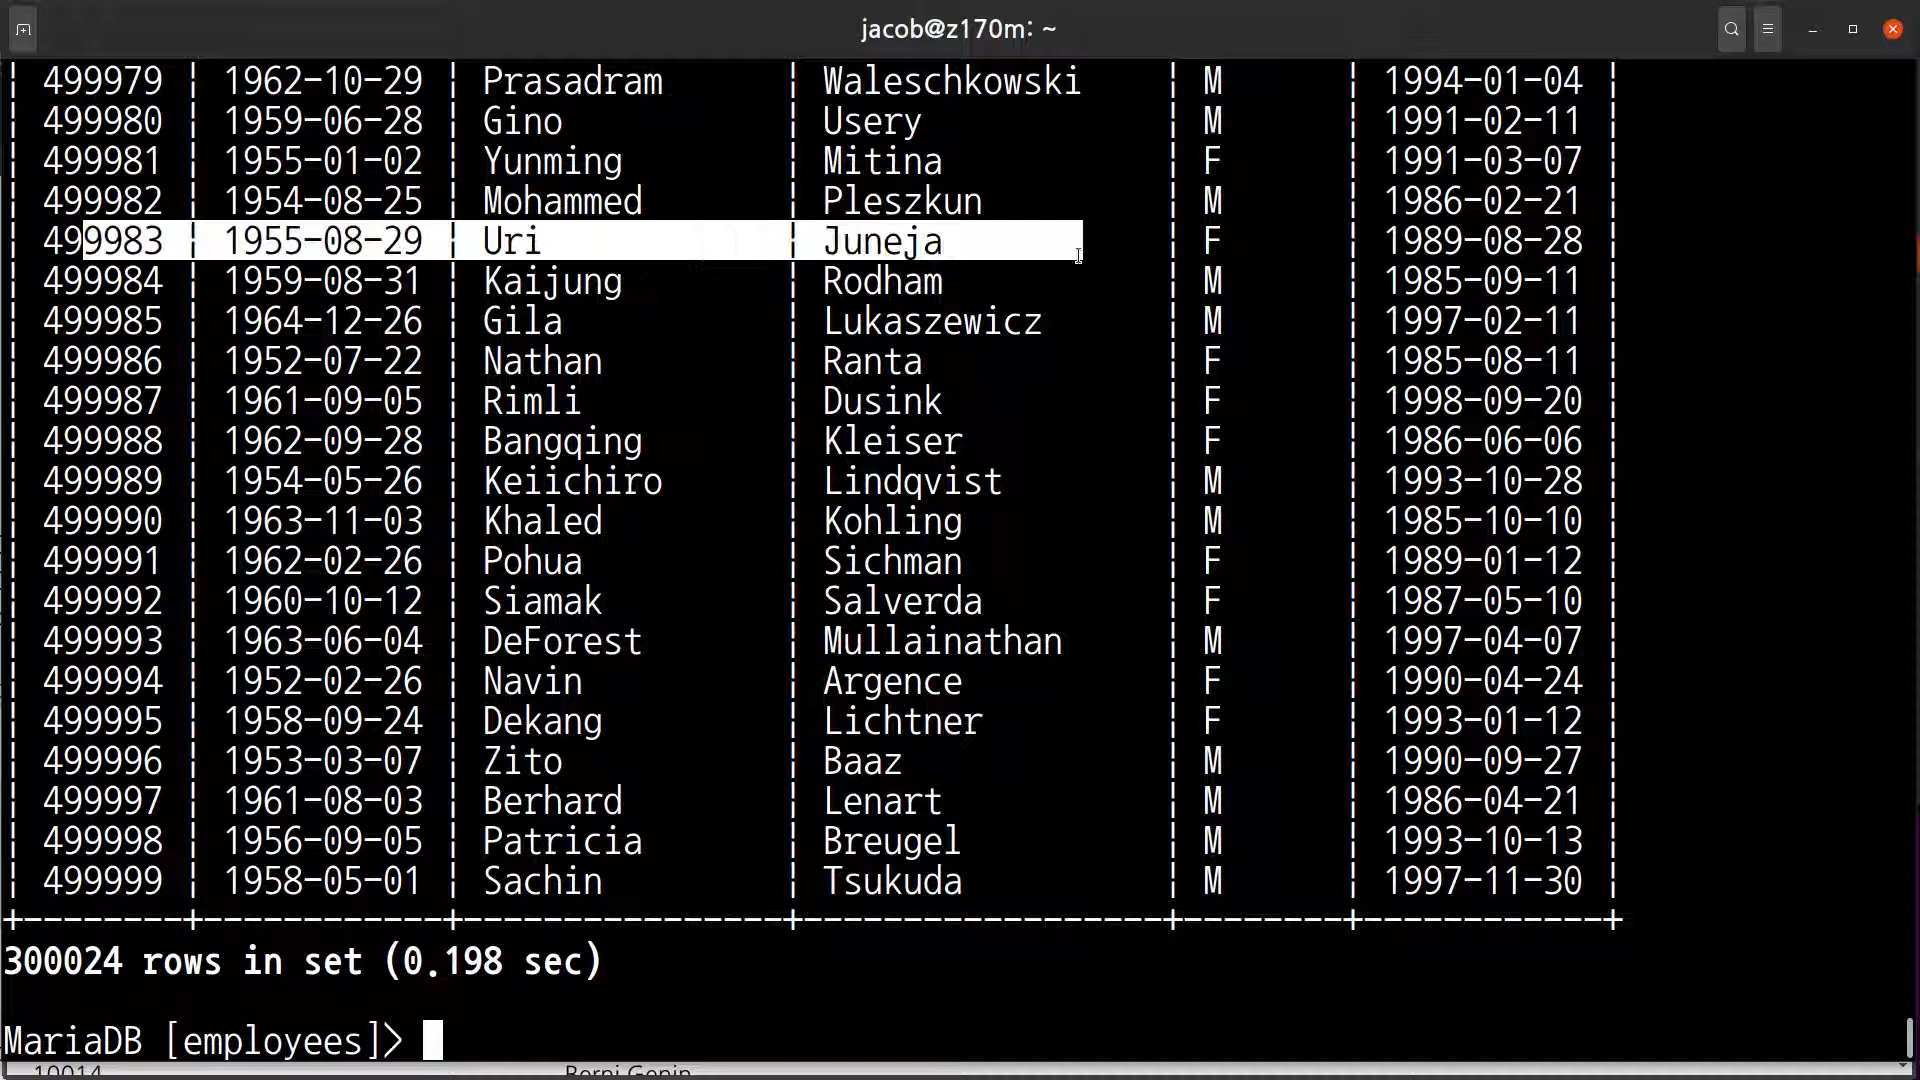 jacob@z170m: ~
¦ 499979 ¦ 1962-10-29 ¦ Prasadram ¦ Waleschkowski ¦ M ¦ 1994-01-04 ¦
¦ 499980 ¦ 1959-06-28 ¦ Gino ¦ Usery ¦ M ¦ 1991-02-11 ¦
¦ 499981 ¦ 1955-01-02 ¦ Yunming ¦ Mitina ¦ F ¦ 1991-03-07 ¦
¦ 499982 ¦ 1954-08-25 ¦ Mohammed ¦ Pleszkun ¦ M ¦ 1986-02-21 ¦
¦ 499983 ¦ 1955-08-29 ¦ Uri ¦ Juneja ¦ F ¦ 1989-08-28 ¦
¦ 499984 ¦ 1959-08-31 ¦ Kaijung ¦ Rodham ¦ M ¦ 1985-09-11 ¦
¦ 499985 ¦ 1964-12-26 ¦ Gila ¦ Lukaszewicz ¦ M ¦ 1997-02-11 ¦
¦ 499986 ¦ 1952-07-22 ¦ Nathan ¦ Ranta ¦ F ¦ 1985-08-11 ¦
¦ 499987 ¦ 1961-09-05 ¦ Rimli ¦ Dusink ¦ F ¦ 1998-09-20 ¦
¦ 499988 ¦ 1962-09-28 ¦ Bangqing ¦ Kleiser ¦ F ¦ 1986-06-06 ¦
¦ 499989 ¦ 1954-05-26 ¦ Keiichiro ¦ Lindqvist ¦ M ¦ 1993-10-28 ¦
¦ 499990 ¦ 1963-11-03 ¦ Khaled ¦ Kohling ¦ M ¦ 1985-10-10 ¦
¦ 499991 ¦ 1962-02-26 ¦ Pohua ¦ Sichman ¦ F ¦ 1989-01-12 ¦
¦ 499992 ¦ 1960-10-12 ¦ Siamak ¦ Salverda ¦ F ¦ 1987-05-10 ¦
¦ 499993 ¦ 1963-06-04 ¦ DeForest ¦ Mullainathan ¦ M ¦ 1997-04-07 ¦
¦ 499994 ¦ 1952-02-26 ¦ Navin ¦ Argence ¦ F ¦ 1990-04-24 ¦
¦ 499995 ¦ 1958-09-24 ¦ Dekang ¦ Lichtner ¦ F ¦ 1993-01-12 ¦
¦ 499996 ¦ 1953-03-07 ¦ Zito ¦ Baaz ¦ M ¦ 1990-09-27 ¦
¦ 499997 ¦ 1961-08-03 ¦ Berhard ¦ Lenart ¦ M ¦ 1986-04-21 ¦
¦ 499998 ¦ 1956-09-05 ¦ Patricia ¦ Breugel ¦ M ¦ 1993-10-13 ¦
¦ 499999 ¦ 1958-05-01 ¦ Sachin ¦ Tsukuda ¦ M ¦ 1997-11-30 ¦
+--------+------------+----------------+------------------+--------+------------+
300024 rows in set (0.198 sec)
MariaDB [employees]>
10014 Berni Genin